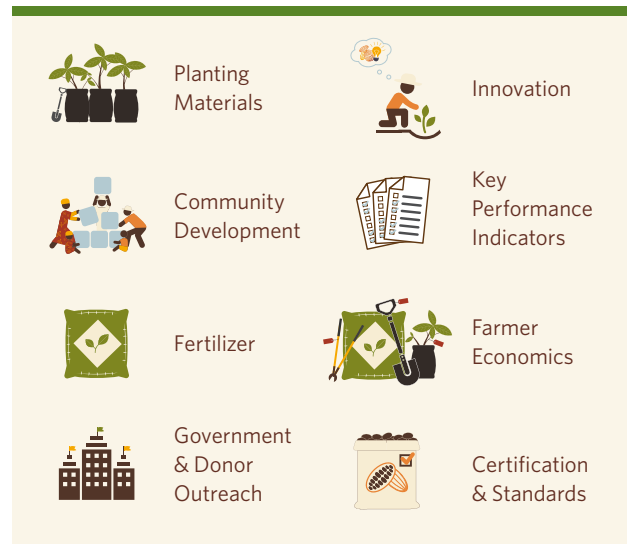 Planting
Materials
Innovation
Community
Development
Key
Performance
Indicators
Fertilizer
Farmer
Economics
Government
& Donor
Outreach
Certification
& Standards